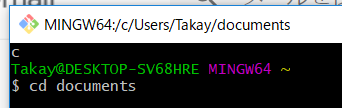 MINGW64:/c/Users/Takay/documents
c
Takay@DESKTOP-SV68HRE MINGW64 ~
$ cd documents